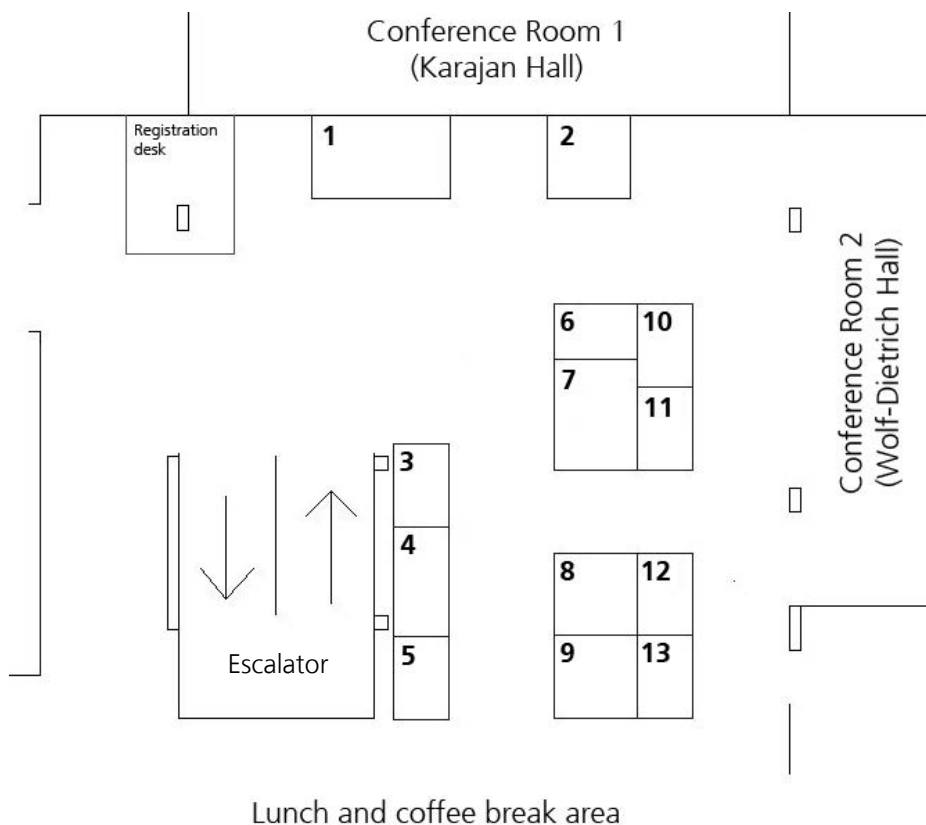 Conference Room 1
(Karajan Hall)
Registration
desk
1
2
Conference Room 2
(Wolf-Dietrich Hall)
6
10
7
11
3
4
8
12
5
9
13
Escalator
Lunch and coffee break area